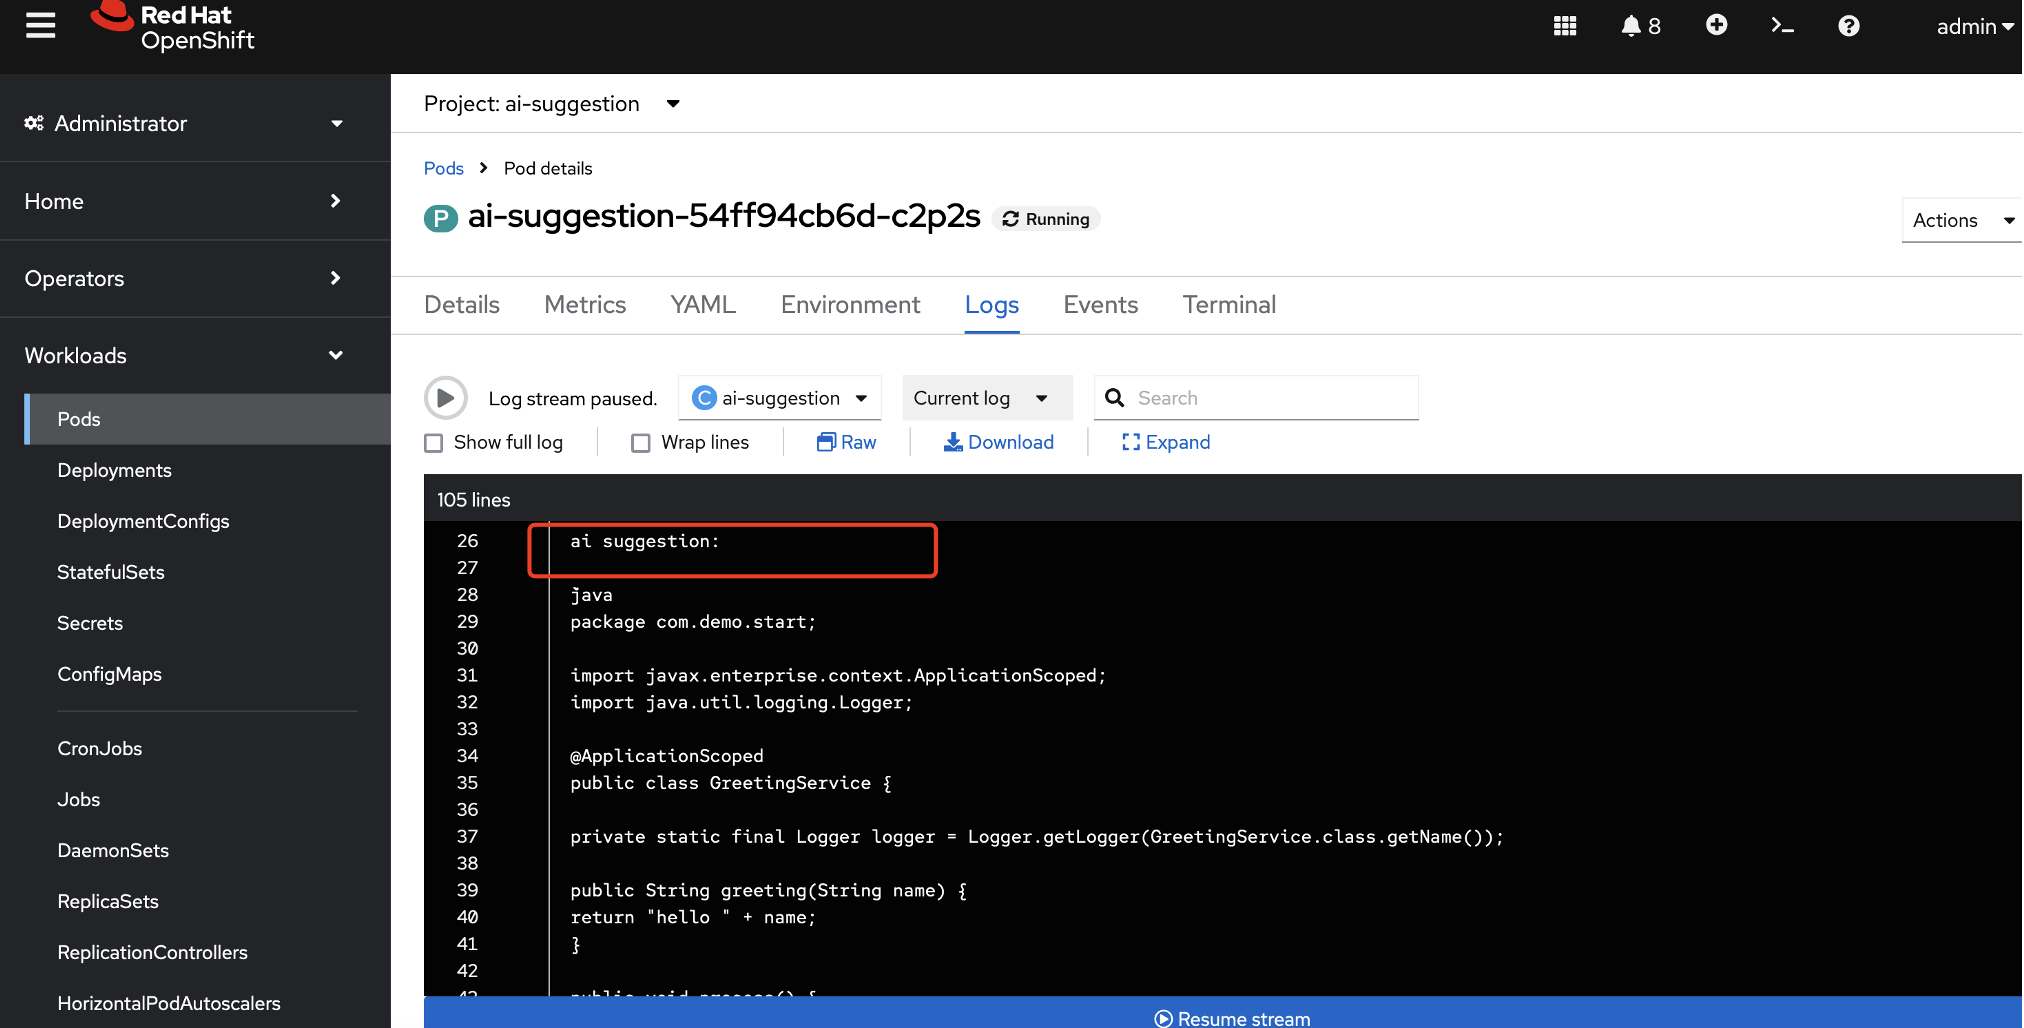 Red Hat
OpenShift
8
admin
Administrator
Home
Operators
Workloads
Pods
Deployments
DeploymentConfigs
StatefulSets
Secrets
ConfigMaps
CronJobs
Jobs
DaemonSets
ReplicaSets
ReplicationControllers
HorizontalPodAutoscalers
Project: ai-suggestion
Pods > Pod details
P ai-suggestion-54ff94cb6d-c2p2s Running
Actions
Details Metrics YAML Environment Logs Events Terminal
Log stream paused. C ai-suggestion Current log Search
Show full log Wrap lines Raw Download Expand
105 lines
26 ai suggestion:
27
28 java
29 package com.demo.start;
30
31 import javax.enterprise.context.ApplicationScoped;
32 import java.util.logging.Logger;
33
34 @ApplicationScoped
35 public class GreetingService {
36
37 private static final Logger logger = Logger.getLogger(GreetingService.class.getName());
38
39 public String greeting(String name) {
40 return "hello " + name;
41 }
42
43 public void process() {
Resume stream